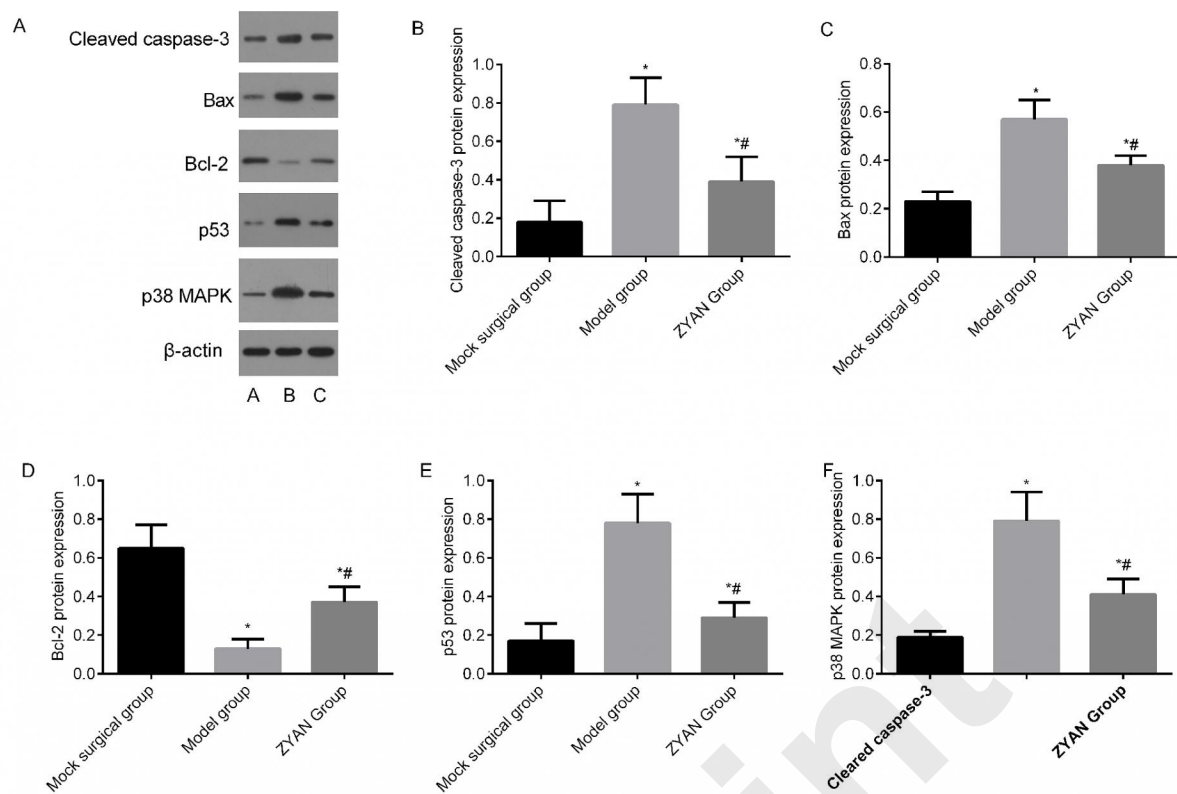 A
Cleaved caspase-3
Bax
Bcl-2
p53
p38 MAPK
β-actin
A B C
B
Cleaved caspase-3 protein expression
1.0
0.8
0.6
0.4
0.2
0.0
*
*#
Mock surgical group
Model group
ZYAN Group
C
Bax protein expression
0.8
0.6
0.4
0.2
0.0
*
*#
Mock surgical group
Model group
ZYAN Group
D
Bcl-2 protein expression
1.0
0.8
0.6
0.4
0.2
0.0
*
*#
Mock surgical group
Model group
ZYAN Group
E
p53 protein expression
1.0
0.8
0.6
0.4
0.2
0.0
*
*#
Mock surgical group
Model group
ZYAN Group
F
p38 MAPK protein expression
1.0
0.8
0.6
0.4
0.2
0.0
*
*#
Cleared caspase-3
ZYAN Group
int